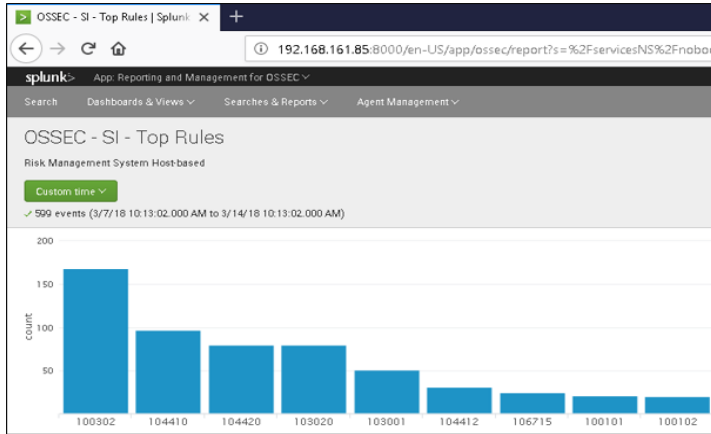 OSSEC - SI - Top Rules | Splunk
192.168.161.85:8000/en-US/app/ossec/report?s=%2FservicesNS%2Fnobo
splunk> App: Reporting and Management for OSSEC
Search Dashboards & Views Searches & Reports Agent Management
OSSEC - SI - Top Rules
Risk Management System Host-based
Custom time
599 events (3/7/18 10:13:02.000 AM to 3/14/18 10:13:02.000 AM)
200
150
100
50
count
100302 104410 104420 103020 103001 104412 106715 100101 100102